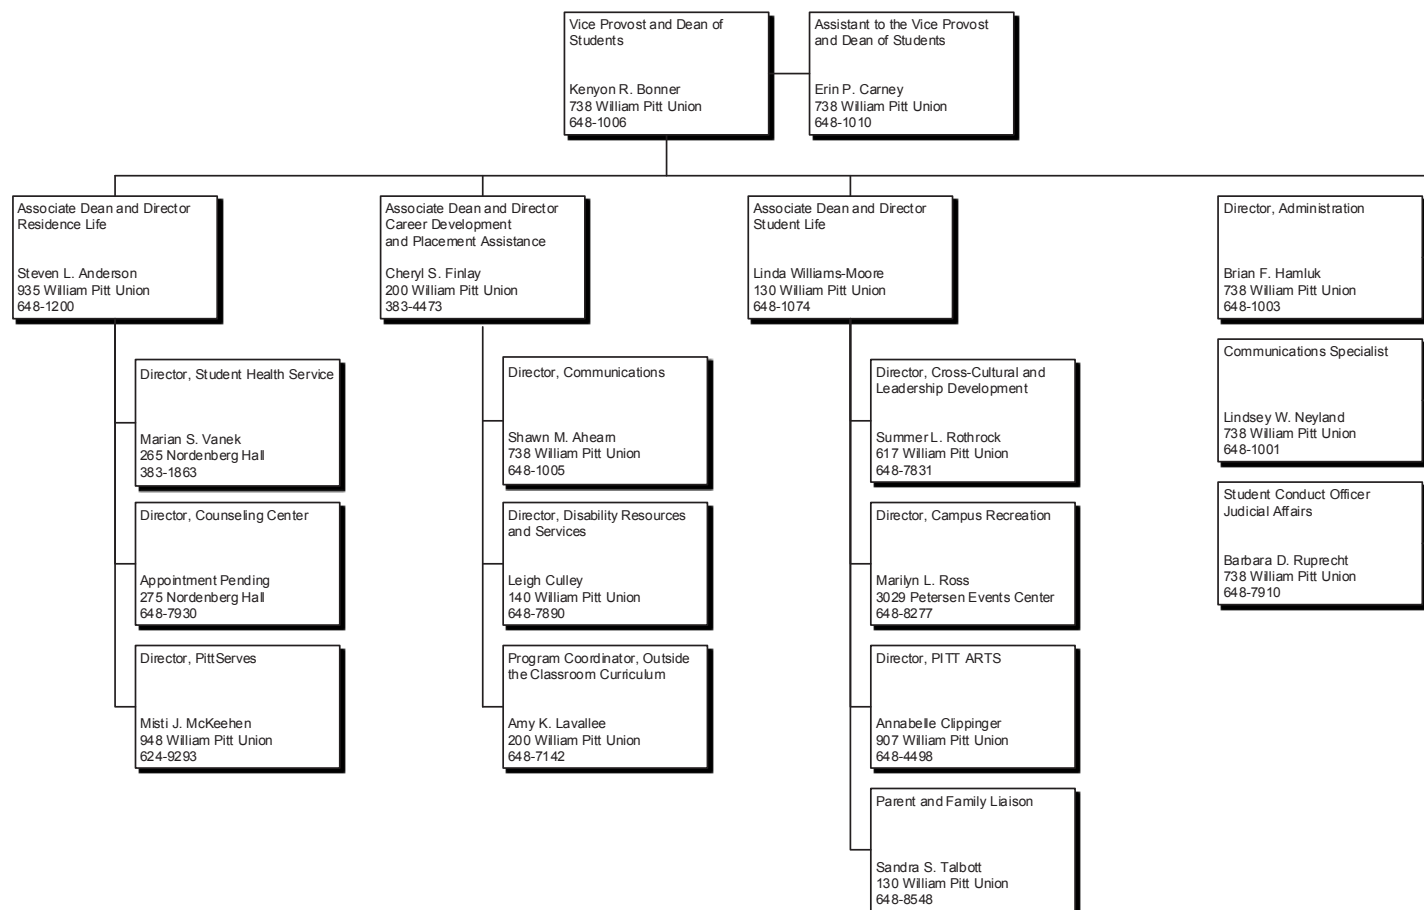 Vice Provost and Dean of
Students
Kenyon R. Bonner
738 William Pitt Union
648-1006
Assistant to the Vice Provost
and Dean of Students
Erin P. Carney
738 William Pitt Union
648-1010
Associate Dean and Director
Residence Life
Steven L. Anderson
935 William Pitt Union
648-1200
Associate Dean and Director
Career Development
and Placement Assistance
Cheryl S. Finlay
200 William Pitt Union
383-4473
Associate Dean and Director
Student Life
Linda Williams-Moore
130 William Pitt Union
648-1074
Director, Administration
Brian F. Hamluk
738 William Pitt Union
648-1003
Director, Student Health Service
Marian S. Vanek
265 Nordenberg Hall
383-1863
Director, Communications
Shawn M. Ahearn
738 William Pitt Union
648-1005
Director, Cross-Cultural and
Leadership Development
Summer L. Rothrock
617 William Pitt Union
648-7831
Communications Specialist
Lindsey W. Neyland
738 William Pitt Union
648-1001
Director, Counseling Center
Appointment Pending
275 Nordenberg Hall
648-7930
Director, Disability Resources
and Services
Leigh Culley
140 William Pitt Union
648-7890
Director, Campus Recreation
Marilyn L. Ross
3029 Petersen Events Center
648-8277
Student Conduct Officer
Judicial Affairs
Barbara D. Ruprecht
738 William Pitt Union
648-7910
Director, PittServes
Misti J. McKeehen
948 William Pitt Union
624-9293
Program Coordinator, Outside
the Classroom Curriculum
Amy K. Lavallee
200 William Pitt Union
648-7142
Director, PITT ARTS
Annabelle Clippinger
907 William Pitt Union
648-4498
Parent and Family Liaison
Sandra S. Talbott
130 William Pitt Union
648-8548